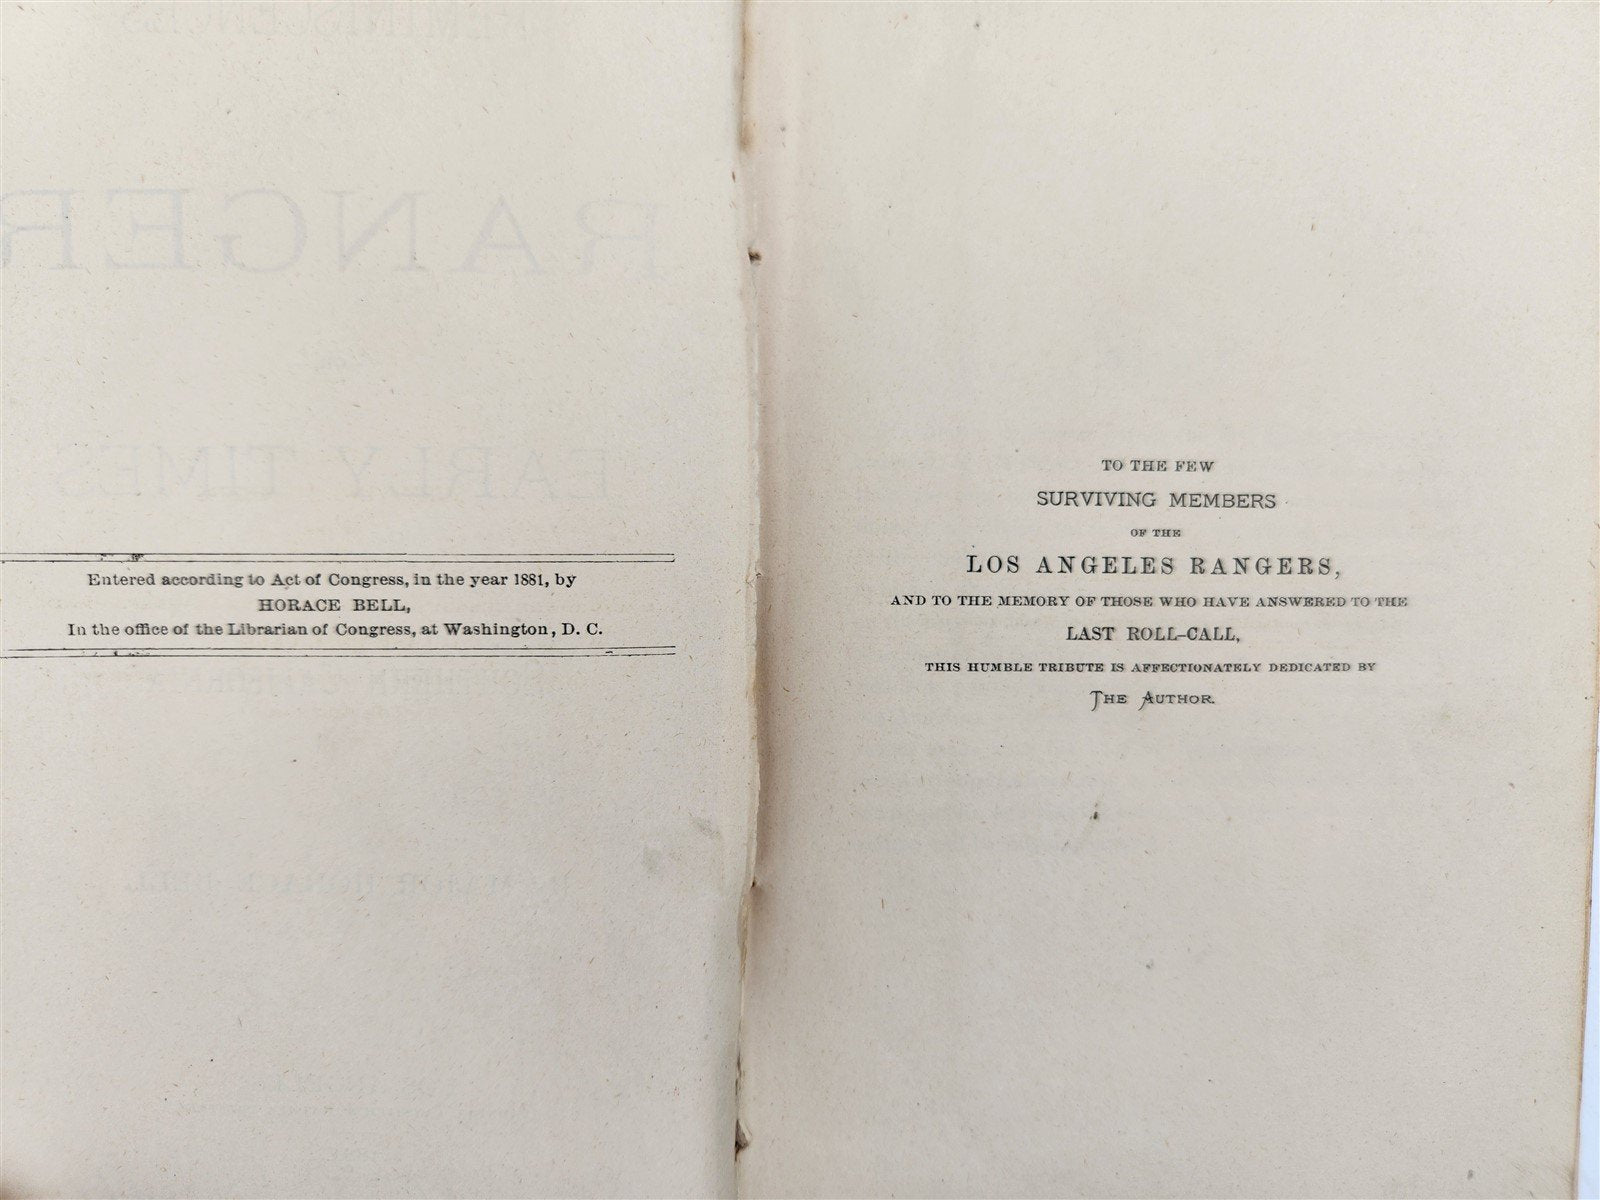 Entered according to Act of Congress, in the year 1881, by
HORACE BELL,
In the office of the Librarian of Congress, at Washington, D. C.
TO THE FEW
SURVIVING MEMBERS
OF THE
LOS ANGELES RANGERS,
AND TO THE MEMORY OF THOSE WHO HAVE ANSWERED TO THE
LAST ROLL-CALL,
THIS HUMBLE TRIBUTE IS AFFECTIONATELY DEDICATED BY
THE AUTHOR.